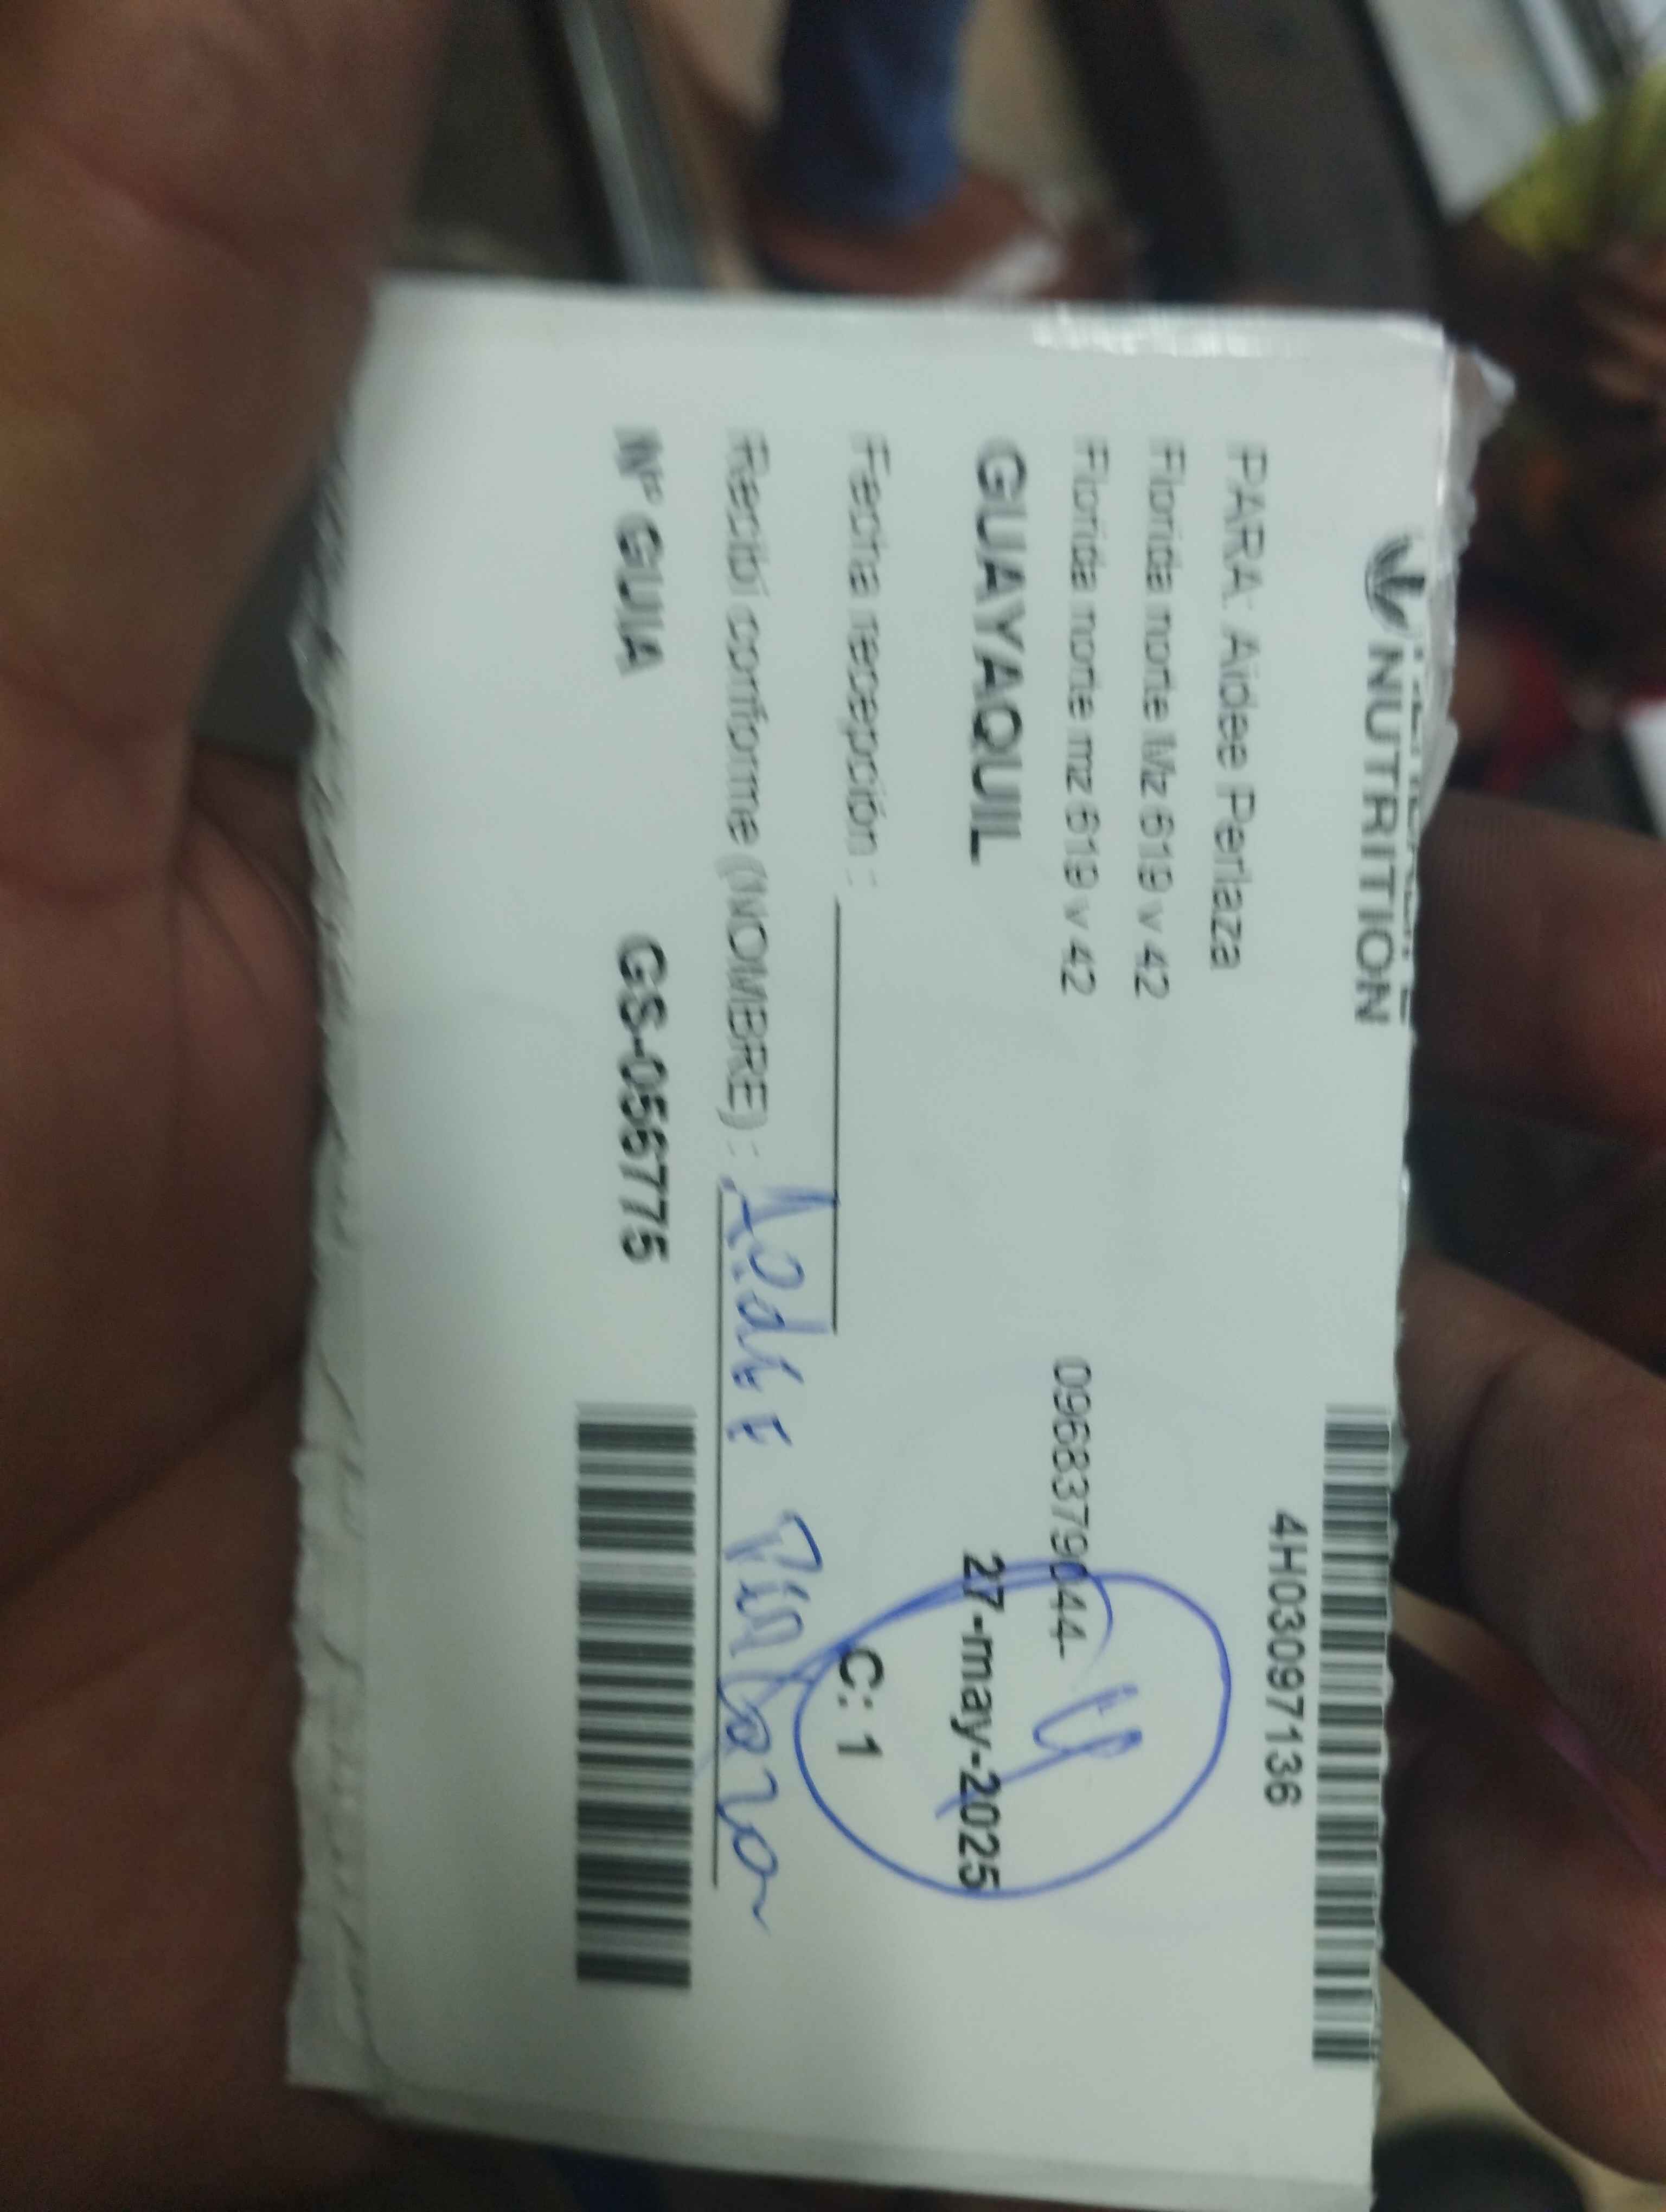 NUTRITION
4H03097136
PARA: Aidee Perlaza
Florida norte Mz 619 v 42
Florida norte mz 619 v 42
0968379044
GUAYAQUIL
27-may-2025
Fecha recepción :
C: 1
Recibí conforme (NOMBRE) :
Nº GUIA
GS-056775